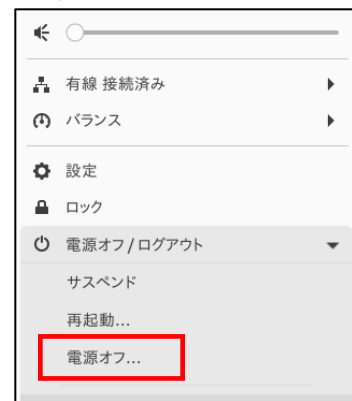 有線 接続済み
バランス
設定
ロック
電源オフ / ログアウト
サスペンド
再起動...
電源オフ...